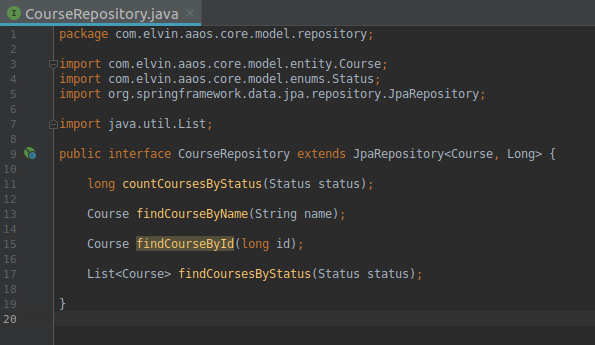 CourseRepository.java
1 package com.elvin.aaos.core.model.repository;
2
3 import com.elvin.aaos.core.model.entity.Course;
4 import com.elvin.aaos.core.model.enums.Status;
5 import org.springframework.data.jpa.repository.JpaRepository;
6
7 import java.util.List;
8
9 public interface CourseRepository extends JpaRepository<Course, Long> {
10
11 long countCoursesByStatus(Status status);
12
13 Course findCourseByName(String name);
14
15 Course findCourseById(long id);
16
17 List<Course> findCoursesByStatus(Status status);
18
19 }
20